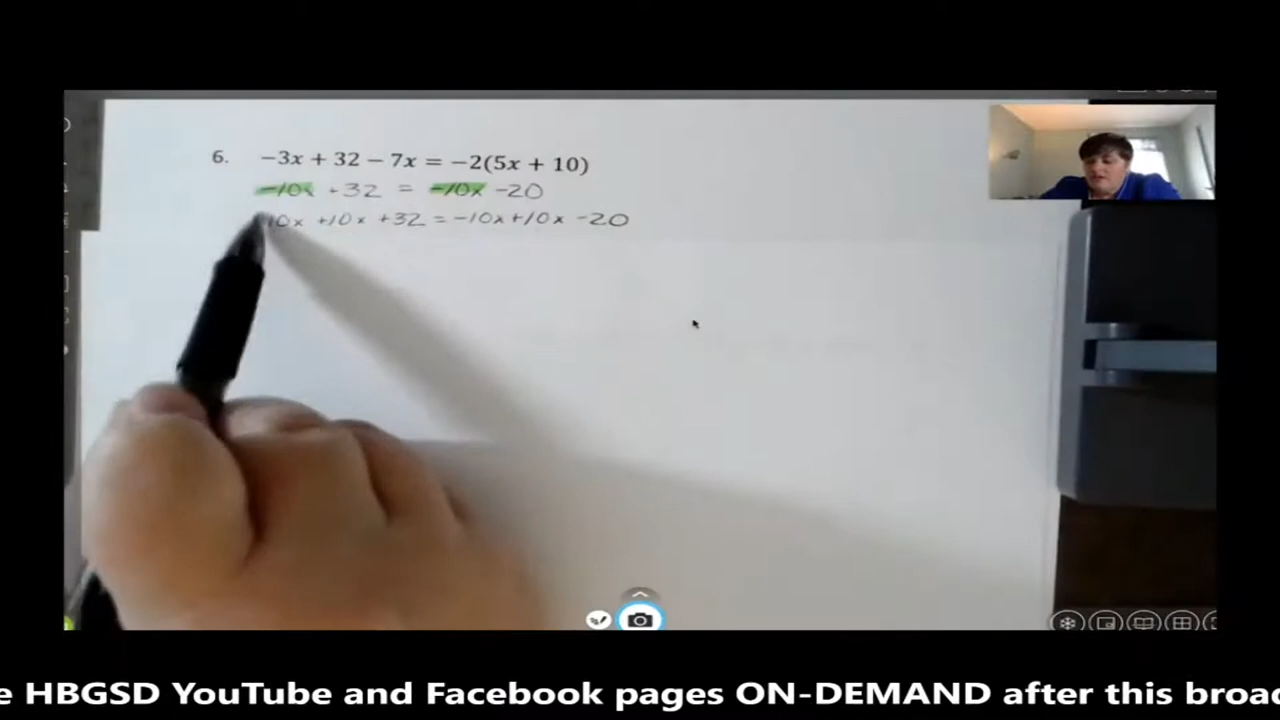 6. −3x + 32 − 7x = −2(5x + 10)
-10x +32 = -10x -20
10x +10x +32 = -10x +10x -20
e HBGSD YouTube and Facebook pages ON-DEMAND after this broad